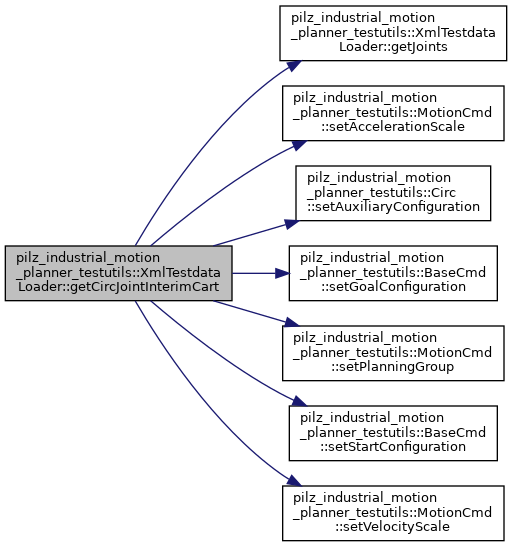 pilz_industrial_motion
_planner_testutils::XmlTestdata
Loader::getCircJointInterimCart
pilz_industrial_motion
_planner_testutils::XmlTestdata
Loader::getJoints
pilz_industrial_motion
_planner_testutils::MotionCmd
::setAccelerationScale
pilz_industrial_motion
_planner_testutils::Circ
::setAuxiliaryConfiguration
pilz_industrial_motion
_planner_testutils::BaseCmd
::setGoalConfiguration
pilz_industrial_motion
_planner_testutils::MotionCmd
::setPlanningGroup
pilz_industrial_motion
_planner_testutils::BaseCmd
::setStartConfiguration
pilz_industrial_motion
_planner_testutils::MotionCmd
::setVelocityScale